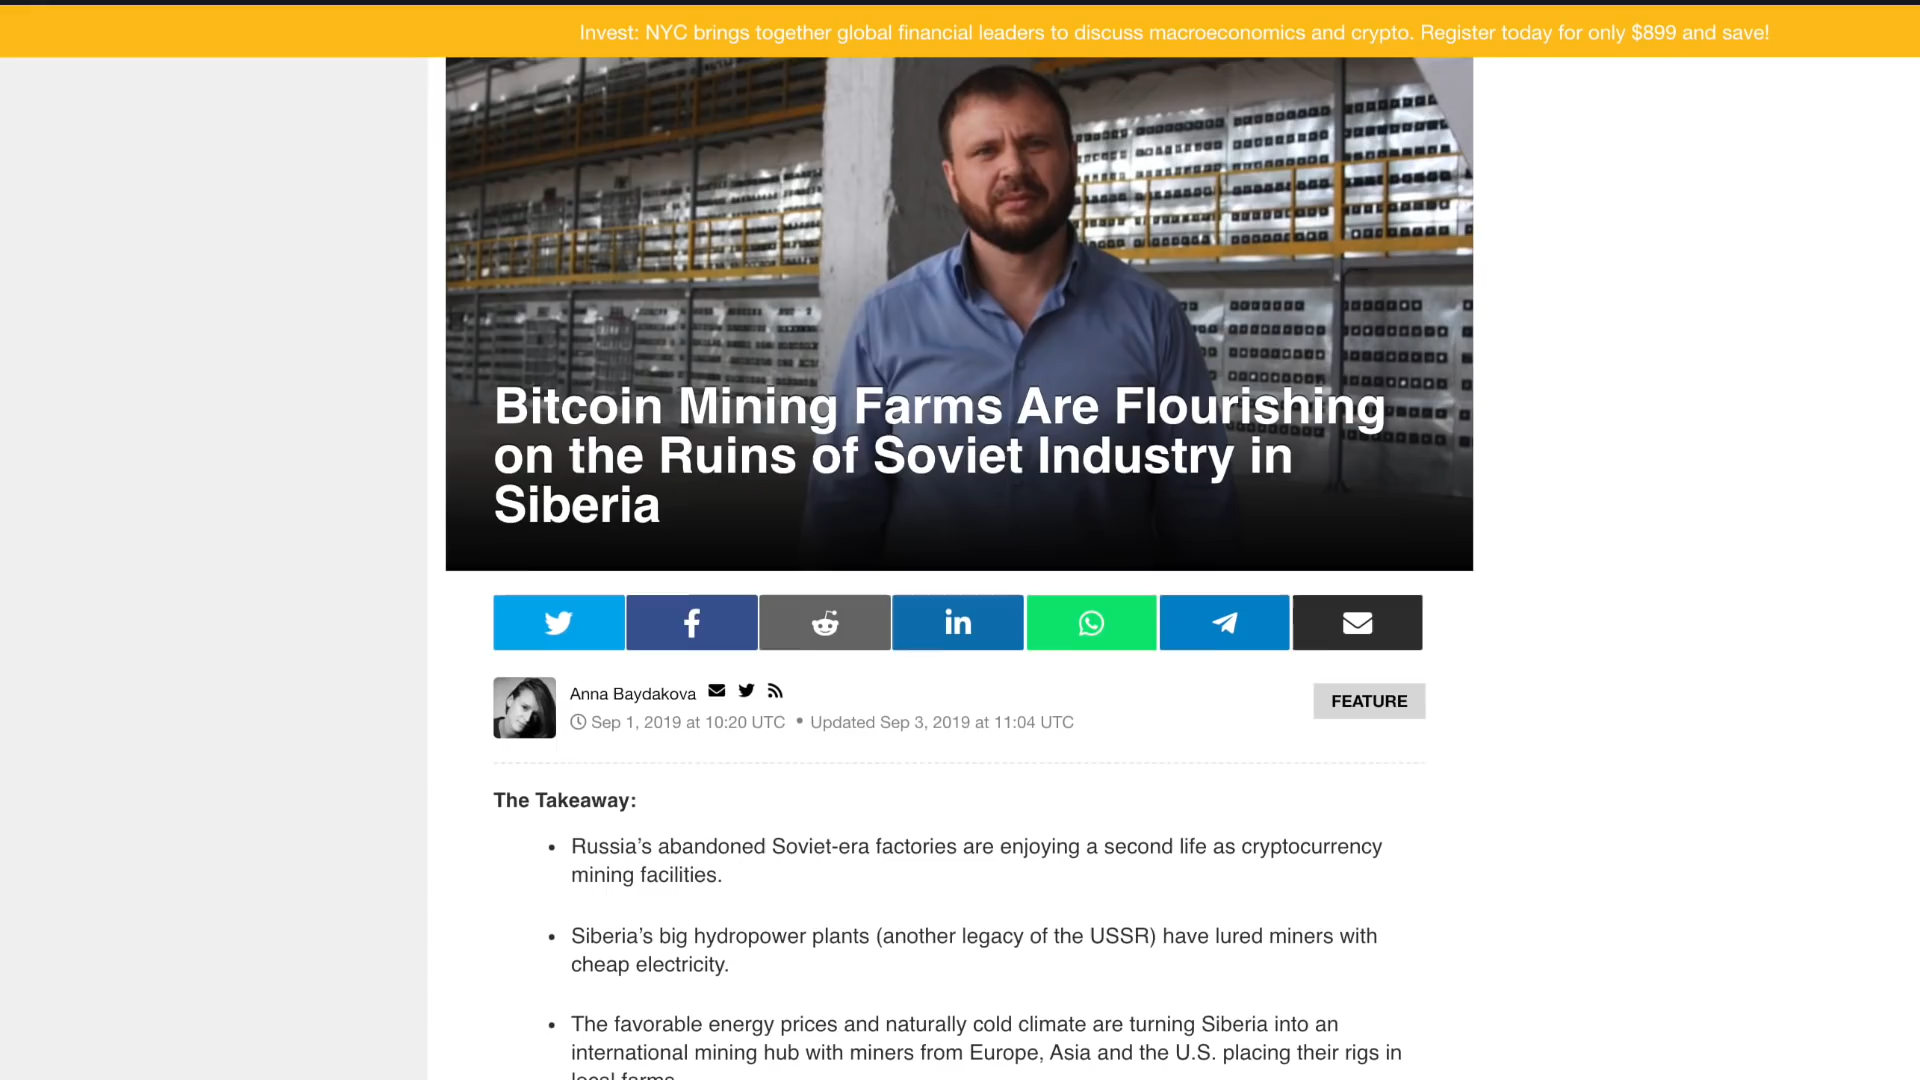 Invest: NYC brings together global financial leaders to discuss macroeconomics and crypto. Register today for only $899 and save!
Bitcoin Mining Farms Are Flourishing
on the Ruins of Soviet Industry in
Siberia
Anna Baydakova
Sep 1, 2019 at 10:20 UTC • Updated Sep 3, 2019 at 11:04 UTC
FEATURE
The Takeaway:
• Russia’s abandoned Soviet-era factories are enjoying a second life as cryptocurrency
mining facilities.
• Siberia’s big hydropower plants (another legacy of the USSR) have lured miners with
cheap electricity.
• The favorable energy prices and naturally cold climate are turning Siberia into an
international mining hub with miners from Europe, Asia and the U.S. placing their rigs in
local farms.